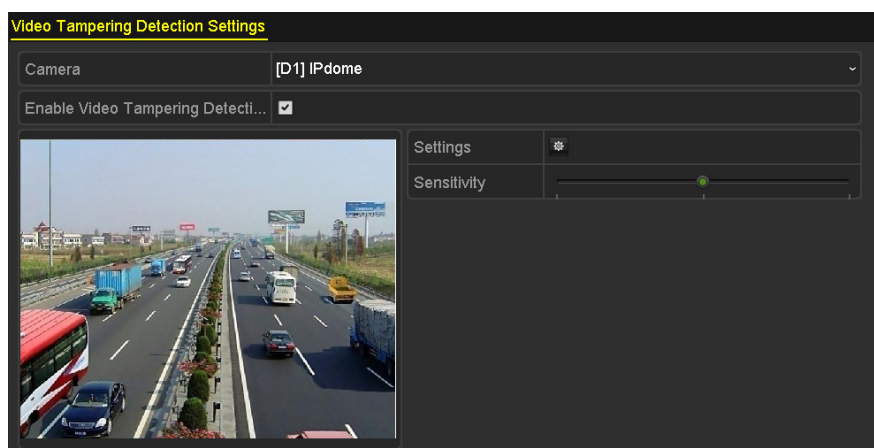 Video Tampering Detection Settings
Camera [D1] IPdome
Enable Video Tampering Detecti...
Settings
Sensitivity